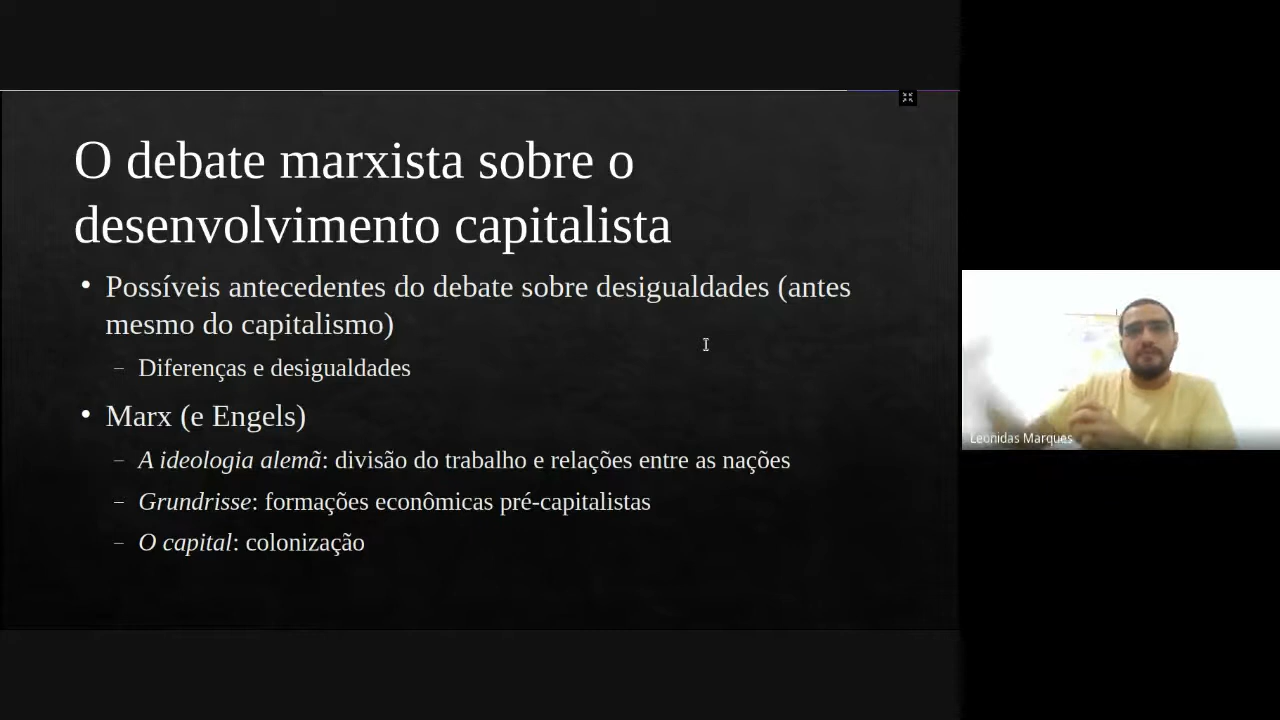 O debate marxista sobre o
desenvolvimento capitalista
• Possíveis antecedentes do debate sobre desigualdades (antes
mesmo do capitalismo)
– Diferenças e desigualdades
• Marx (e Engels)
– A ideologia alemã: divisão do trabalho e relações entre as nações
– Grundrisse: formações econômicas pré-capitalistas
– O capital: colonização
Leonidas Marques